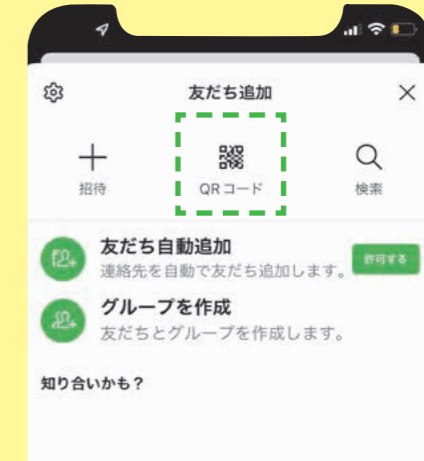 友だち追加
招待
QRコード
検索
友だち自動追加
連絡先を自動で友だち追加します。
許可する
グループを作成
友だちとグループを作成します。
知り合いかも？